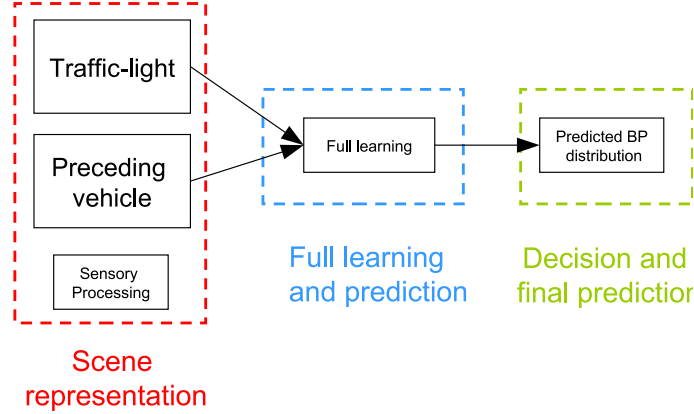 Traffic-light
Preceding
vehicle
Sensory
Processing
Scene
representation
Full learning
Full learning
and prediction
Predicted BP
distribution
Decision and
final prediction